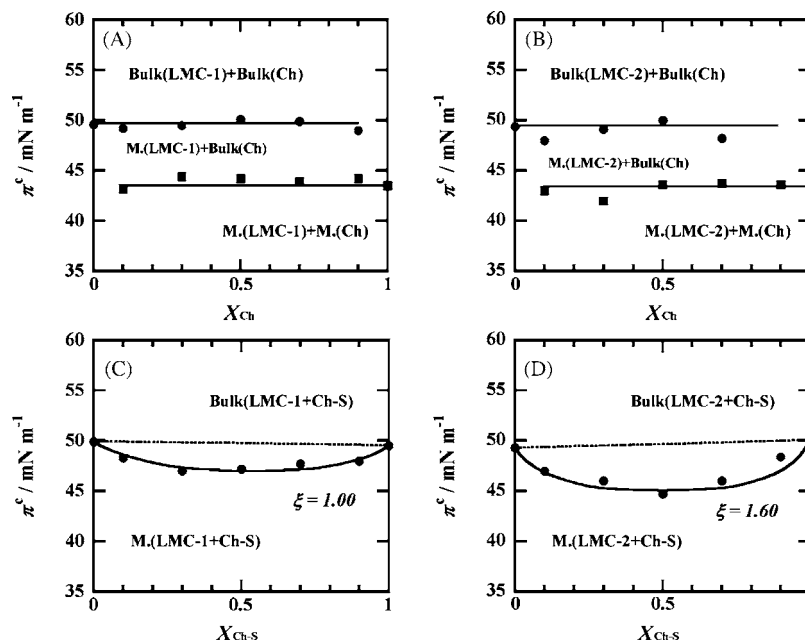 (A)
60
55
50
45
40
35
π^c / mN m^-1
Bulk(LMC-1)+Bulk(Ch)
M.(LMC-1)+Bulk(Ch)
M.(LMC-1)+M.(Ch)
0 0.5 1
X_Ch
(B)
60
55
50
45
40
35
π^c / mN m^-1
Bulk(LMC-2)+Bulk(Ch)
M.(LMC-2)+Bulk(Ch)
M.(LMC-2)+M.(Ch)
0 0.5
X_Ch
(C)
60
55
50
45
40
35
π^c / mN m^-1
Bulk(LMC-1+Ch-S)
ξ = 1.00
M.(LMC-1+Ch-S)
0 0.5 1
X_Ch-S
(D)
60
55
50
45
40
35
π^c / mN m^-1
Bulk(LMC-2+Ch-S)
ξ = 1.60
M.(LMC-2+Ch-S)
0 0.5
X_Ch-S